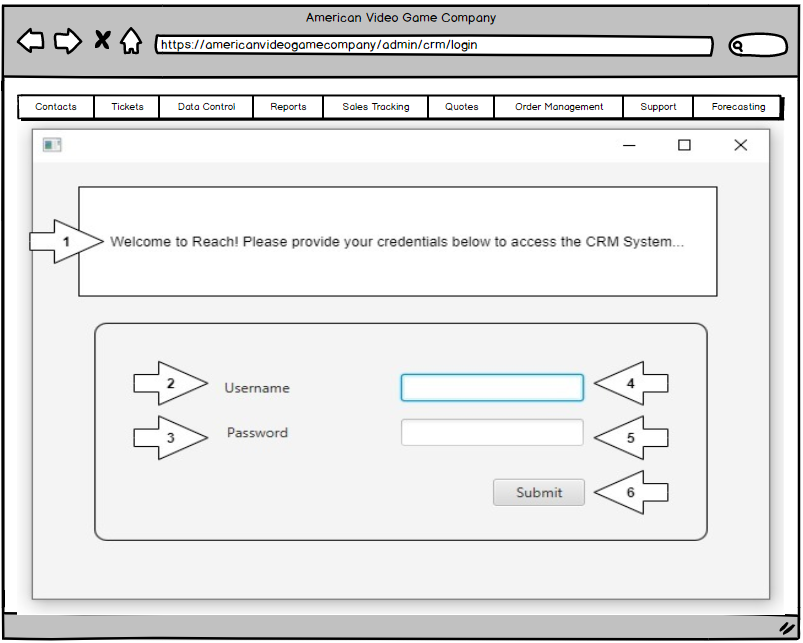 American Video Game Company
https://americanvideogamecompany/admin/crm/login
Contacts Tickets Data Control Reports Sales Tracking Quotes Order Management Support Forecasting
1 Welcome to Reach! Please provide your credentials below to access the CRM System...
2 Username 4
3 Password 5
Submit 6